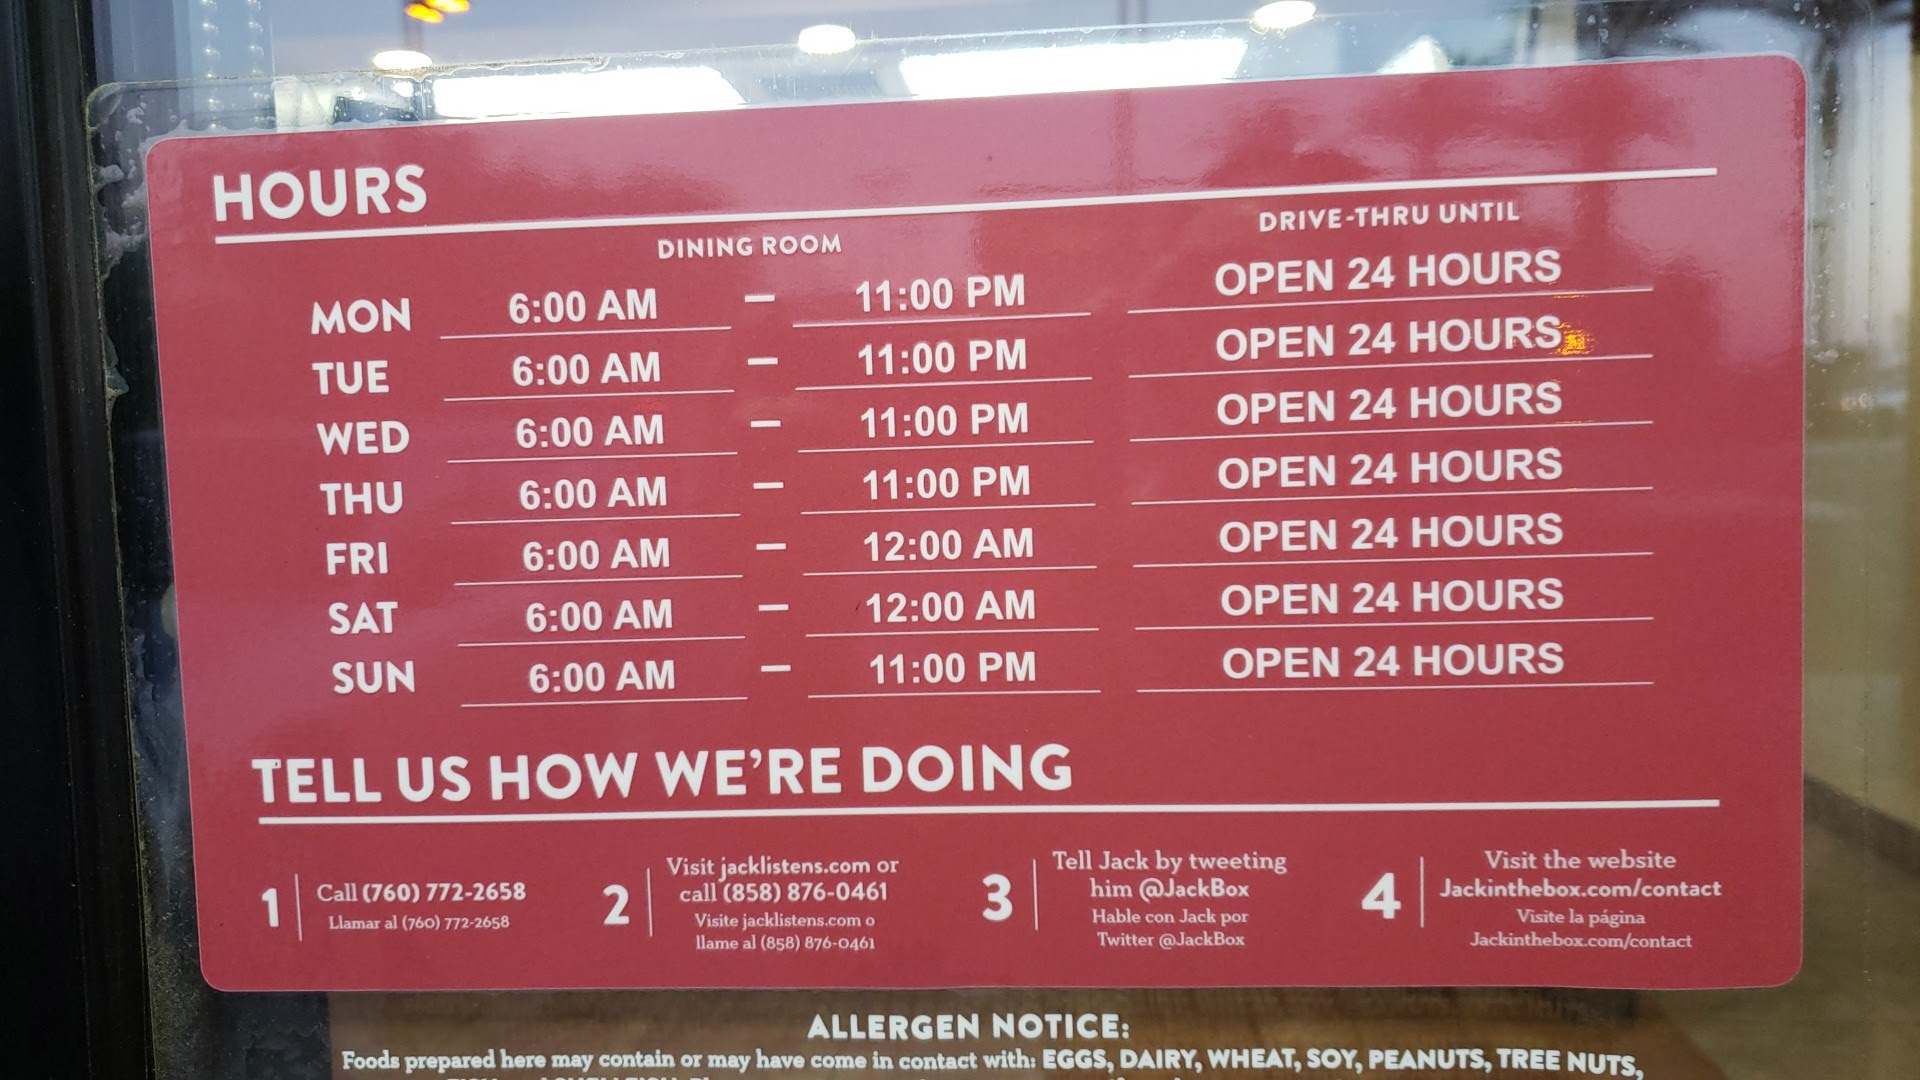 HOURS
DINING ROOM DRIVE-THRU UNTIL
MON 6:00 AM — 11:00 PM OPEN 24 HOURS
TUE 6:00 AM — 11:00 PM OPEN 24 HOURS
WED 6:00 AM — 11:00 PM OPEN 24 HOURS
THU 6:00 AM — 11:00 PM OPEN 24 HOURS
FRI 6:00 AM — 12:00 AM OPEN 24 HOURS
SAT 6:00 AM — 12:00 AM OPEN 24 HOURS
SUN 6:00 AM — 11:00 PM OPEN 24 HOURS
TELL US HOW WE'RE DOING
1
Call (760) 772-2658
Llamar al (760) 772-2658
2
Visit jacklistens.com or
call (858) 876-0461
Visite jacklistens.com o
llame al (858) 876-0461
3
Tell Jack by tweeting
him @JackBox
Hable con Jack por
Twitter @JackBox
4
Visit the website
Jackinthebox.com/contact
Visite la página
Jackinthebox.com/contact
ALLERGEN NOTICE:
Foods prepared here may contain or may have come in contact with: EGGS, DAIRY, WHEAT, SOY, PEANUTS, TREE NUTS,